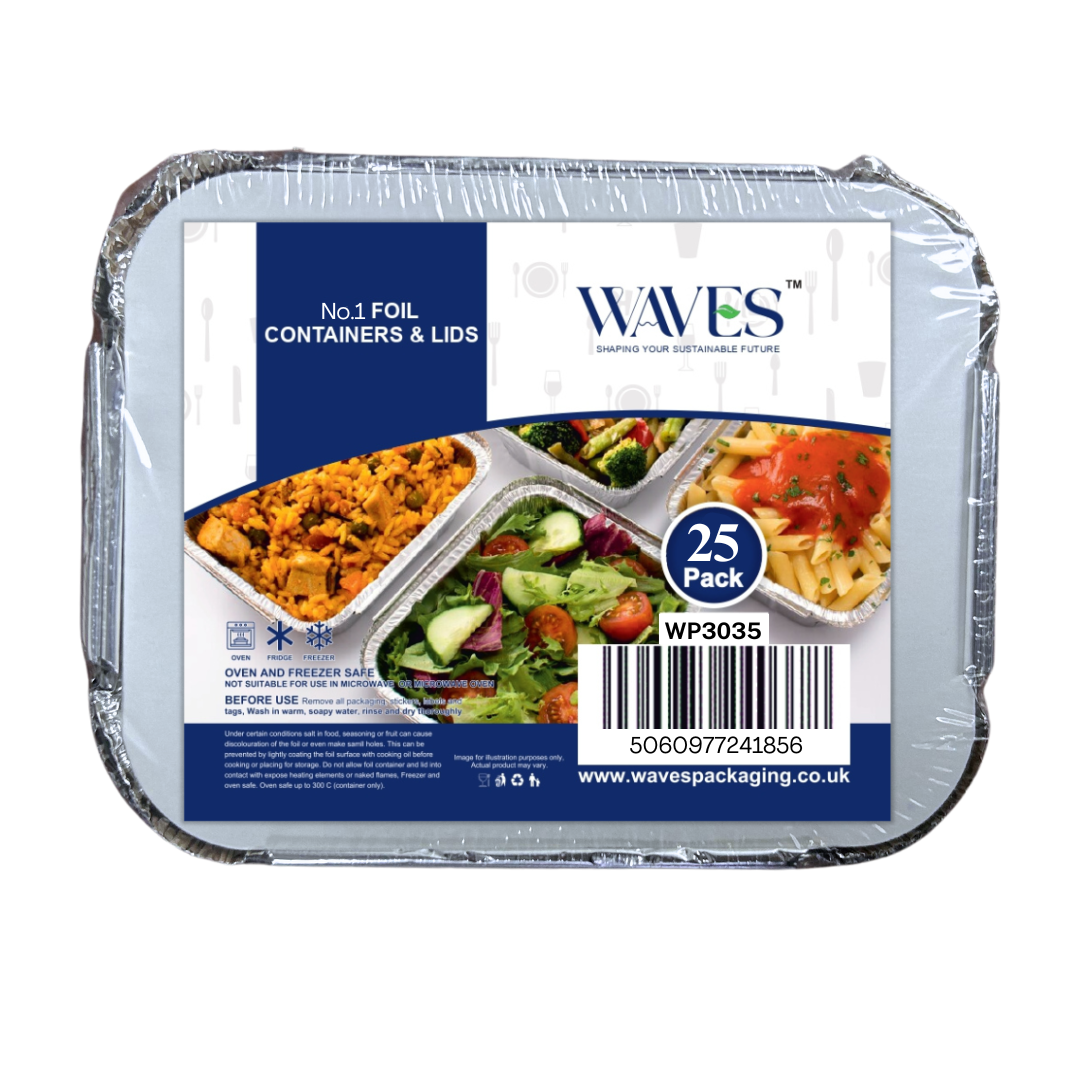 No.1 FOIL
CONTAINERS & LIDS
WAVES™
SHAPING YOUR SUSTAINABLE FUTURE
25
Pack
WP3035
OVEN FRIDGE FREEZER
OVEN AND FREEZER SAFE
NOT SUITABLE FOR USE IN MICROWAVE OR MICROWAVE OVEN
BEFORE USE Remove all packaging, stickers, labels and
tags, Wash in warm, soapy water, rinse and dry thoroughly
Under certain conditions salt in food, seasoning or fruit can cause
discolouration of the foil or even make samll holes. This can be
prevented by lightly coating the foil surface with cooking oil before
cooking or placing for storage. Do not allow foil container and lid into
contact with expose heating elements or naked flames, Freezer and
oven safe. Oven safe up to 300 C (container only).
Image for illustration purposes only,
Actual product may vary.
5060977241856
www.wavespackaging.co.uk